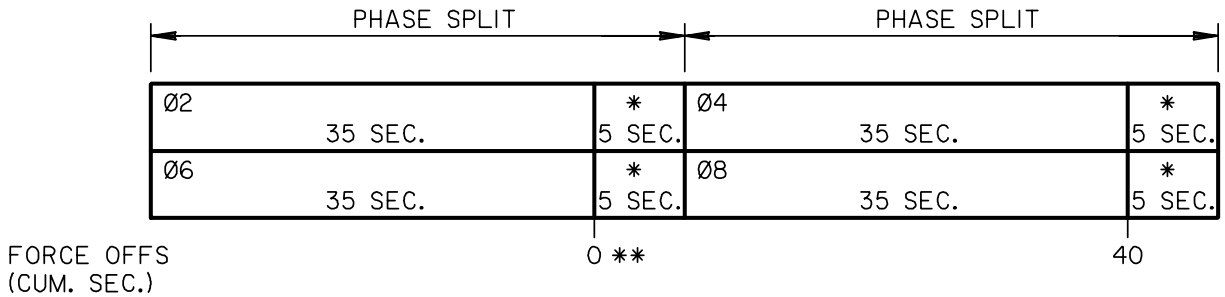 PHASE SPLIT PHASE SPLIT
Ø2 * Ø4 *
35 SEC. 5 SEC. 35 SEC. 5 SEC.
Ø6 * Ø8 *
35 SEC. 5 SEC. 35 SEC. 5 SEC.
FORCE OFFS 0 ** 40
(CUM. SEC.)